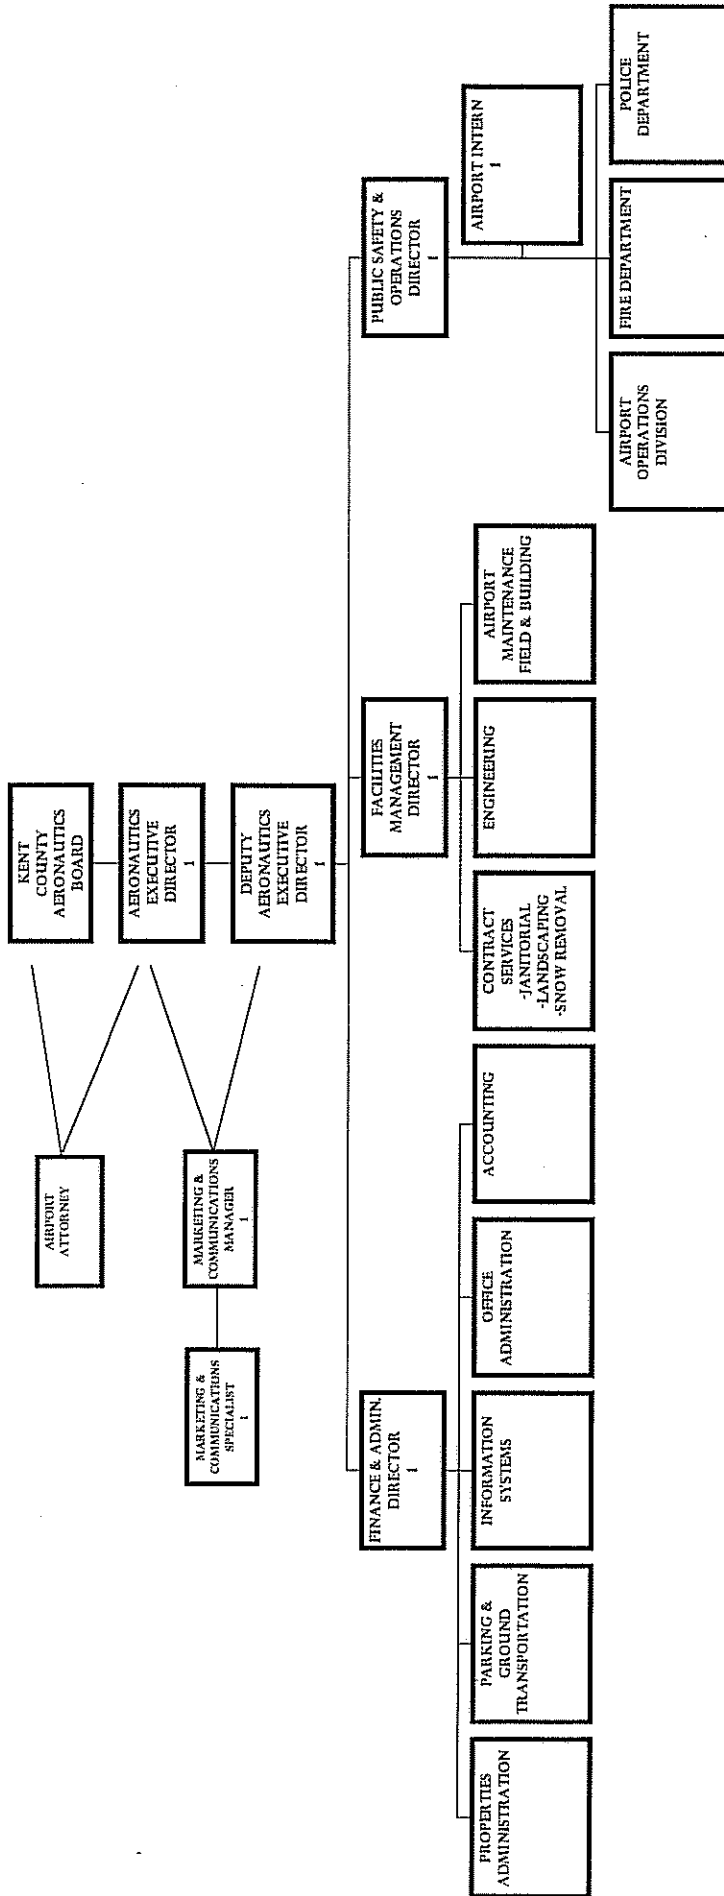 KENT
COUNTY
AERONAUTICS
BOARD
AIRPORT
ATTORNEY
AERONAUTICS
EXECUTIVE
DIRECTOR
1
MARKETING &
COMMUNICATIONS
SPECIALIST
1
MARKETING &
COMMUNICATIONS
MANAGER
1
DEPUTY
AERONAUTICS
EXECUTIVE
DIRECTOR
1
FINANCE & ADMIN.
DIRECTOR
1
FACILITIES
MANAGEMENT
DIRECTOR
1
PUBLIC SAFETY &
OPERATIONS
DIRECTOR
1
AIRPORT INTERN
1
PROPERTIES
ADMINISTRATION
PARKING &
GROUND
TRANSPORTATION
INFORMATION
SYSTEMS
OFFICE
ADMINISTRATION
ACCOUNTING
CONTRACT
SERVICES
-JANITORIAL
-LANDSCAPING
-SNOW REMOVAL
ENGINEERING
AIRPORT
MAINTENANCE
FIELD & BUILDING
AIRPORT
OPERATIONS
DIVISION
FIRE DEPARTMENT
POLICE
DEPARTMENT